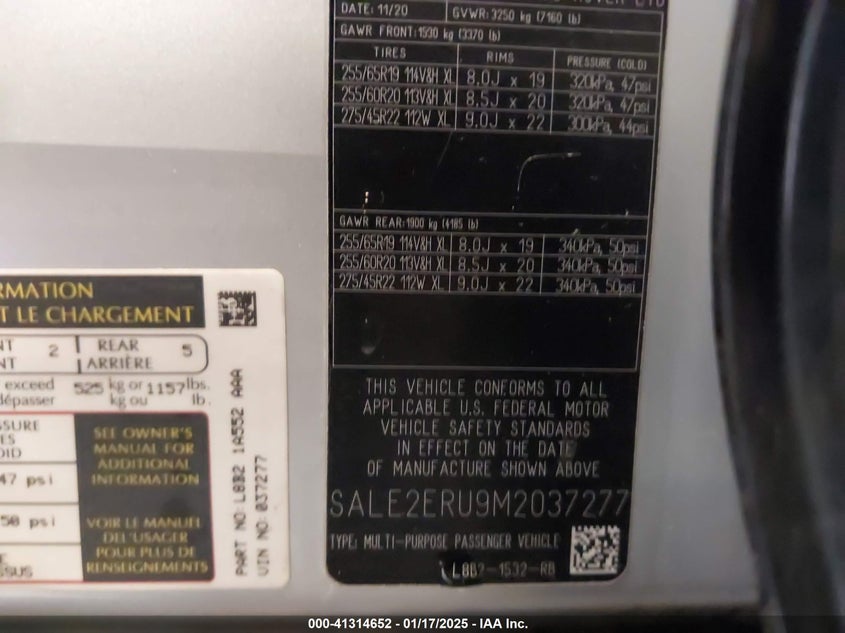 DATE: 11/20 GVWR: 3250 kg (7160 lb)
GAWR FRONT: 1530 kg (3370 lb)
TIRES RIMS PRESSURE (COLD)
255/65R19 114V&H XL 8.0J x 19 320kPa, 47psi
255/60R20 113V&H XL 8.5J x 20 320kPa, 47psi
275/45R22 112W XL 9.0J x 22 300kPa, 44psi
GAWR REAR: 1900 kg (4185 lb)
255/65R19 114V&H XL 8.0J x 19 340kPa, 50psi
255/60R20 113V&H XL 8.5J x 20 340kPa, 50psi
275/45R22 112W XL 9.0J x 22 340kPa, 50psi
THIS VEHICLE CONFORMS TO ALL
APPLICABLE U.S. FEDERAL MOTOR
VEHICLE SAFETY STANDARDS
IN EFFECT ON THE DATE
OF MANUFACTURE SHOWN ABOVE
SALE2ERU9M2037277
TYPE: MULTI-PURPOSE PASSENGER VEHICLE
L8B2-1532-RB
RMATION
T LE CHARGEMENT
NT 2 REAR 5
NT ARRIÈRE
exceed 525 kg or 1157 lbs.
dépasser kg ou lb.
SSURE
ES
OID
SEE OWNER'S
MANUAL FOR
ADDITIONAL
INFORMATION
47 psi
50 psi
VOIR LE MANUEL
DEL'USAGER
POUR PLUS DE
RENSEIGNEMENTS
E
SSUS
PART NO: L8B2 1A552 AAA
VIN NO: 037277
000-41314652 / 01/17/2025 - IAA Inc.